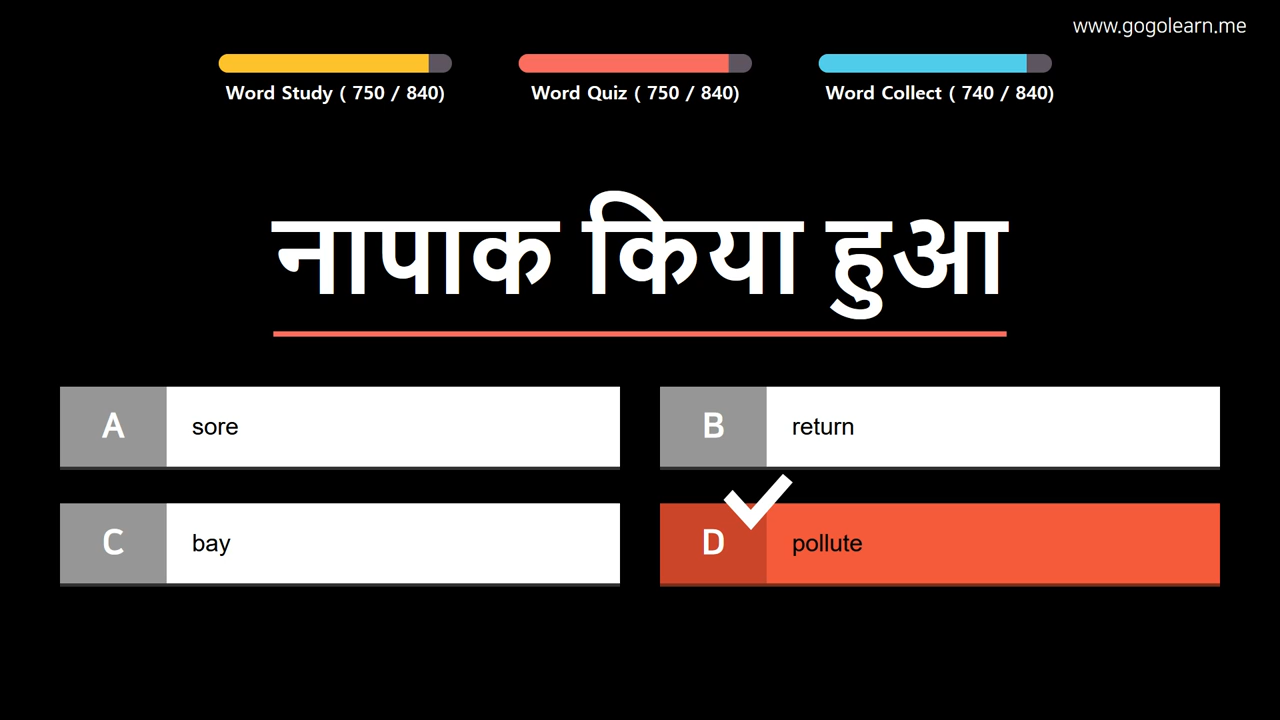 www.gogolearn.me
Word Study ( 750 / 840)
Word Quiz ( 750 / 840)
Word Collect ( 740 / 840)
नापाक किया हुआ
A sore
B return
C bay
D pollute